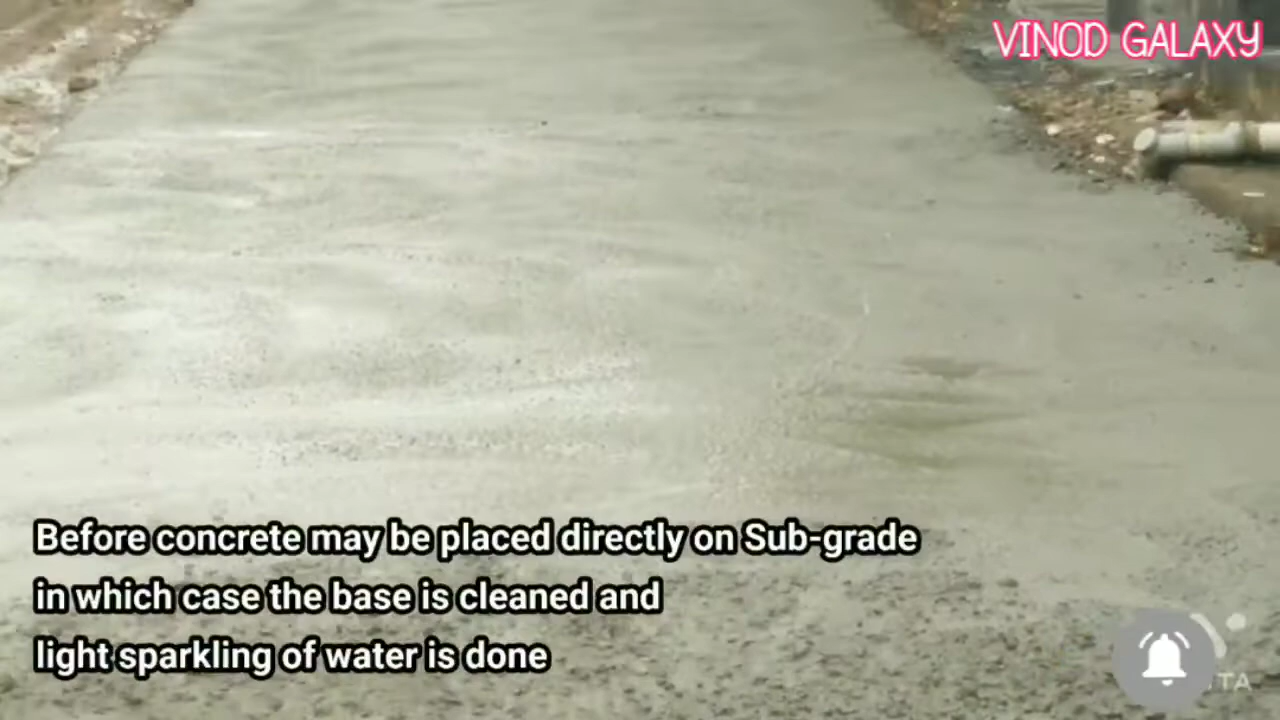 VINOD GALAXY
Before concrete may be placed directly on Sub-grade
in which case the base is cleaned and
light sparkling of water is done